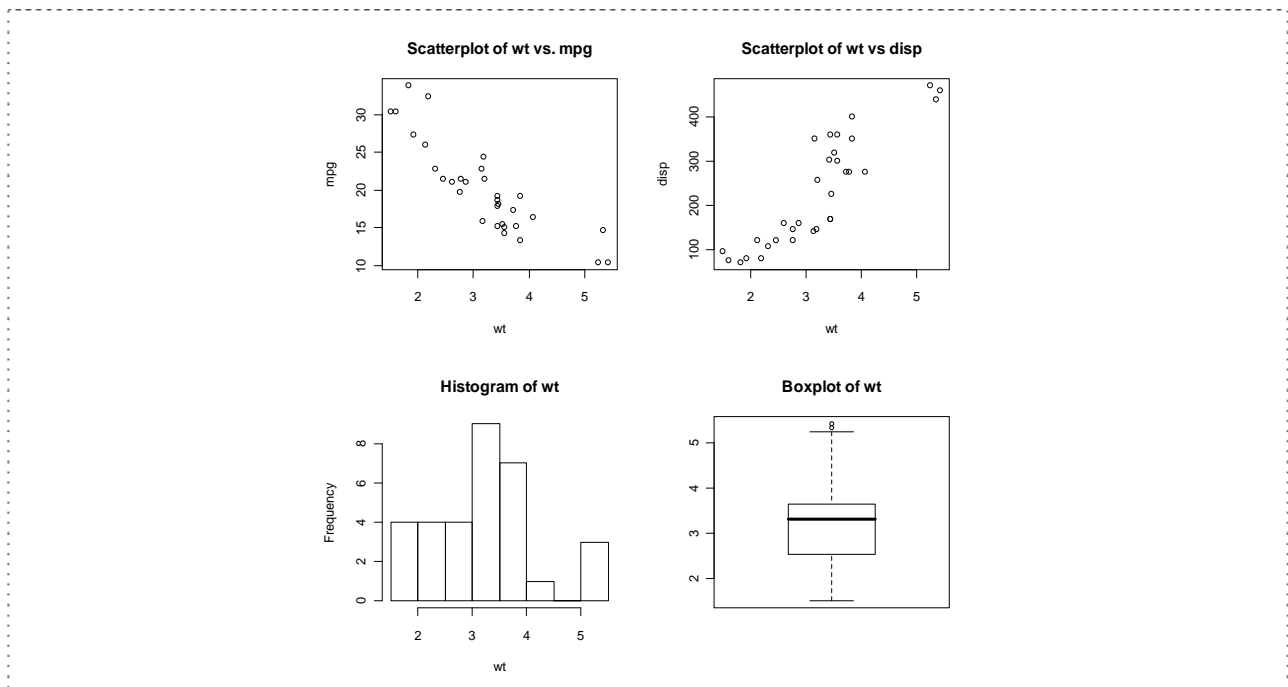 Scatterplot of wt vs. mpg
mpg
30
25
20
15
10
2 3 4 5
wt
Scatterplot of wt vs disp
disp
400
300
200
100
2 3 4 5
wt
Histogram of wt
Frequency
8
6
4
2
0
2 3 4 5
wt
Boxplot of wt
5
4
3
2